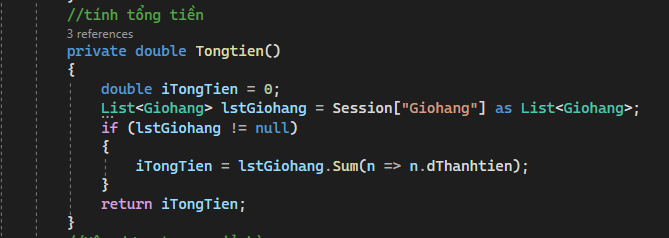 //tính tổng tiền
3 references
private double Tongtien()
{
double iTongTien = 0;
List<Giohang> lstGiohang = Session["Giohang"] as List<Giohang>;
if (lstGiohang != null)
{
iTongTien = lstGiohang.Sum(n => n.dThanhtien);
}
return iTongTien;
}